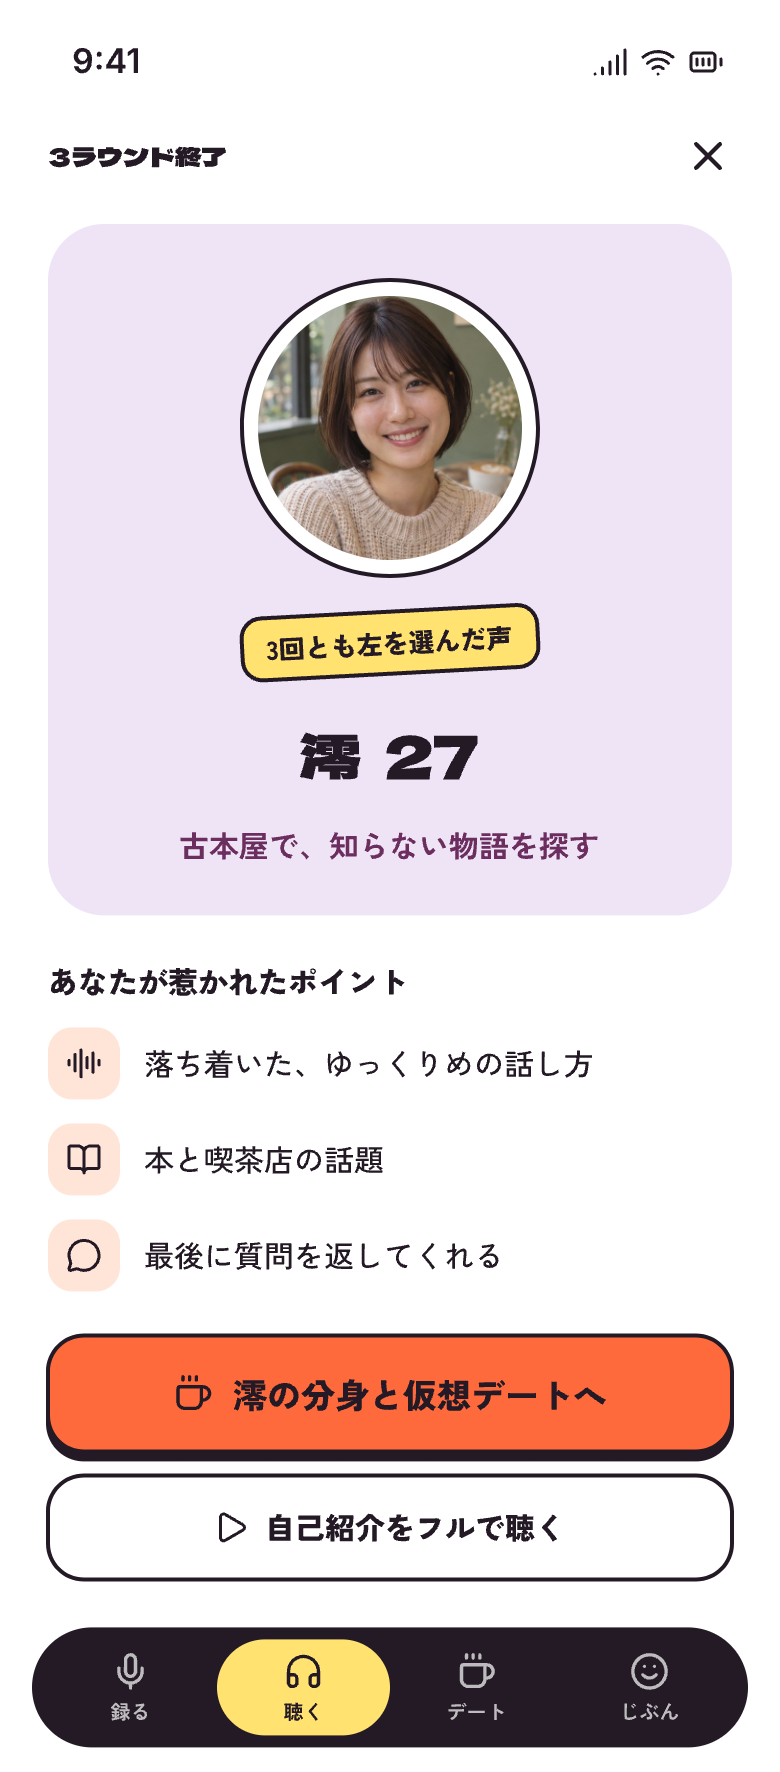 9:41
3ラウンド終了
3回とも左を選んだ声
澪 27
古本屋で、知らない物語を探す
あなたが惹かれたポイント
落ち着いた、ゆっくりめの話し方
本と喫茶店の話題
最後に質問を返してくれる
澪の分身と仮想デートへ
自己紹介をフルで聴く
録る
聴く
デート
じぶん